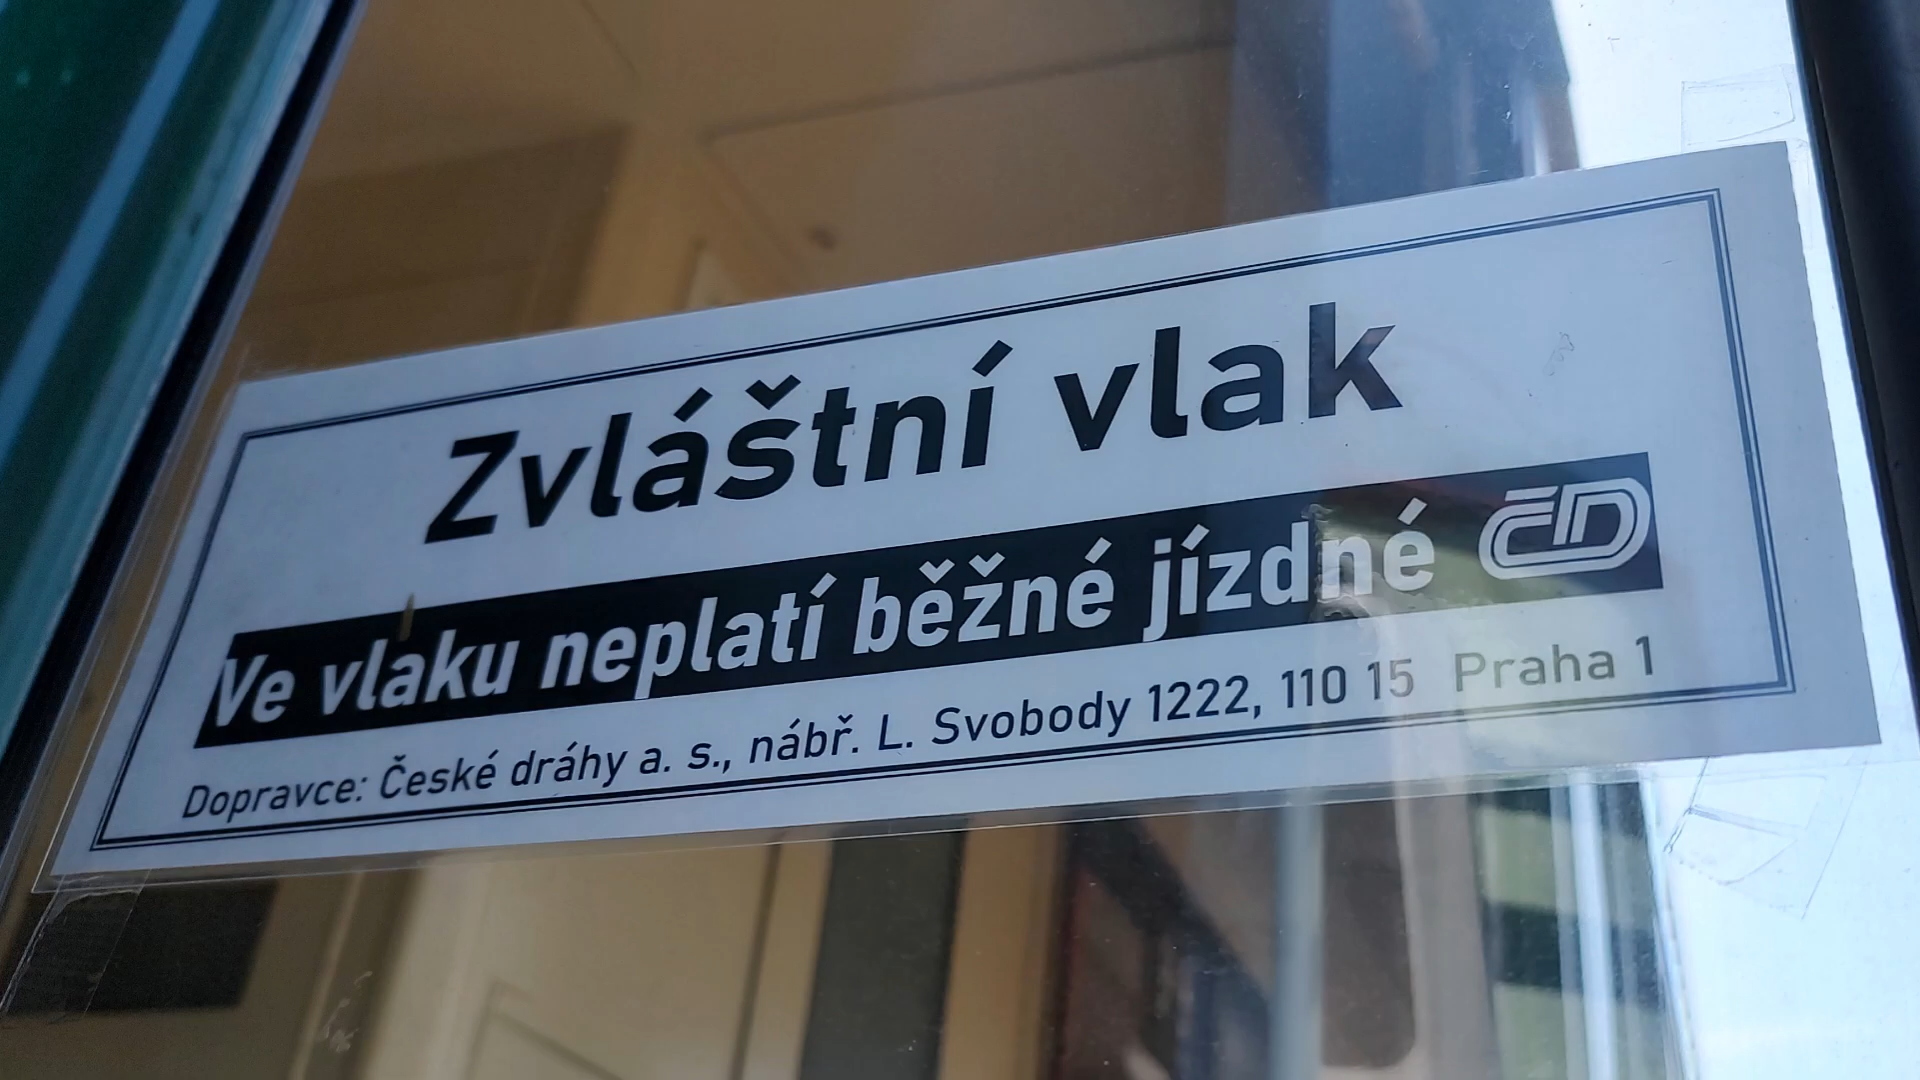 Zvláštní vlak
Ve vlaku neplatí běžné jízdné ČD
Dopravce: České dráhy a. s., nábř. L. Svobody 1222, 110 15 Praha 1